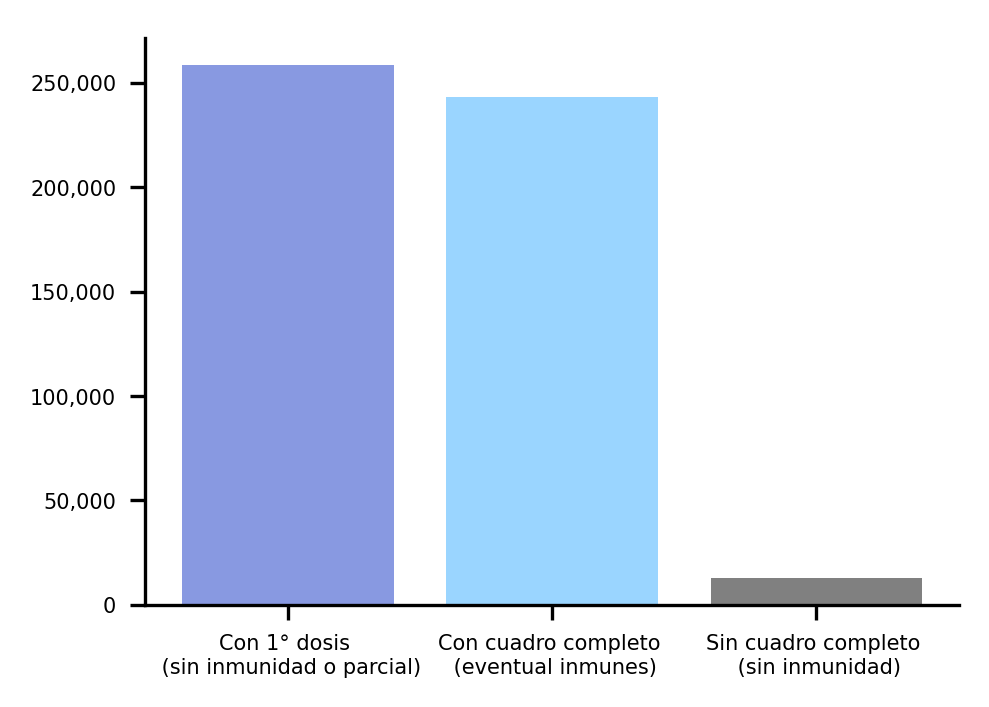 250,000
200,000
150,000
100,000
50,000
0
Con 1° dosis
(sin inmunidad o parcial)
Con cuadro completo
(eventual inmunes)
Sin cuadro completo
(sin inmunidad)